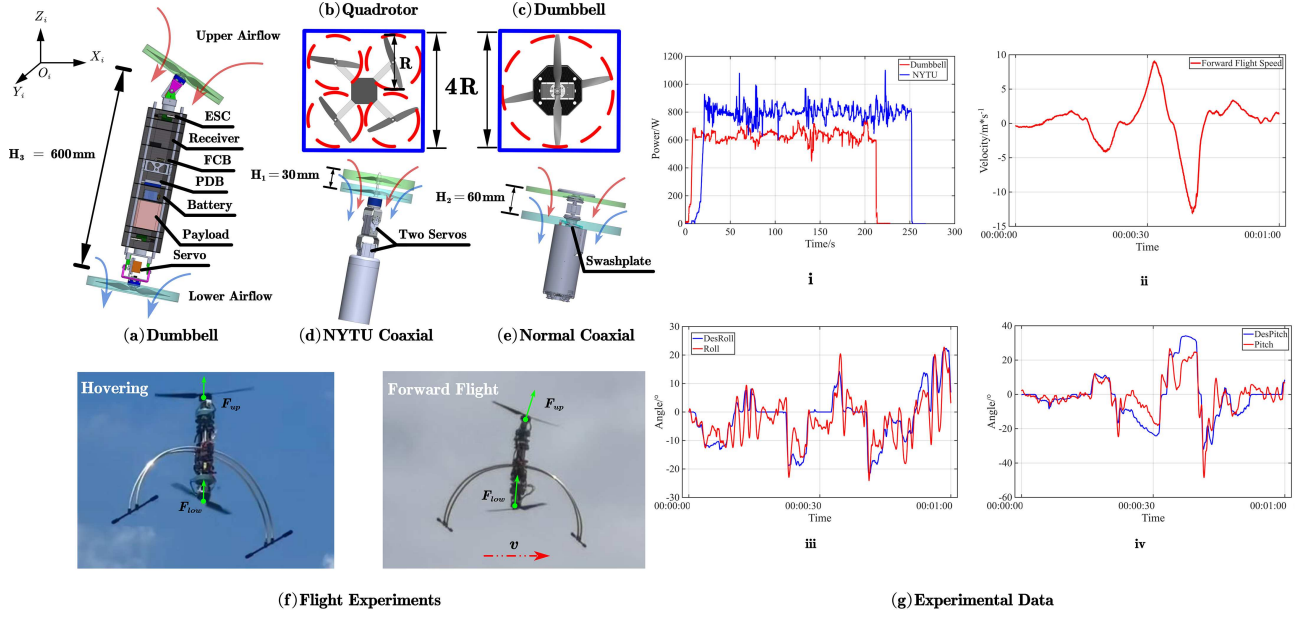 Z_i
X_i
O_i
Y_i
Upper Airflow
H₃ = 600mm
ESC
Receiver
FCB
PDB
Battery
Payload
Servo
Lower Airflow
(a)Dumbbell
(b)Quadrotor
R
4R
(c)Dumbbell
H₁=30mm
Two Servos
(d)NYTU Coaxial
H₂=60mm
Swashplate
(e)Normal Coaxial
Hovering
F_up
F_low
Forward Flight
F_up
F_low
v
(f)Flight Experiments
Dumbbell
NYTU
Power/W
1200
1000
800
600
400
200
0
0 50 100 150 200 250 300
Time/s
i
Forward Flight Speed
Velocity/m*s⁻¹
10
5
0
-5
-10
-15
00:00:00 00:00:30 00:01:00
Time
ii
DesRoll
Roll
Angle/°
30
20
10
0
-10
-20
-30
00:00:00 00:00:30 00:01:00
Time
iii
DesPitch
Pitch
Angle/°
40
20
0
-20
-40
-60
00:00:00 00:00:30 00:01:00
Time
iv
(g)Experimental Data